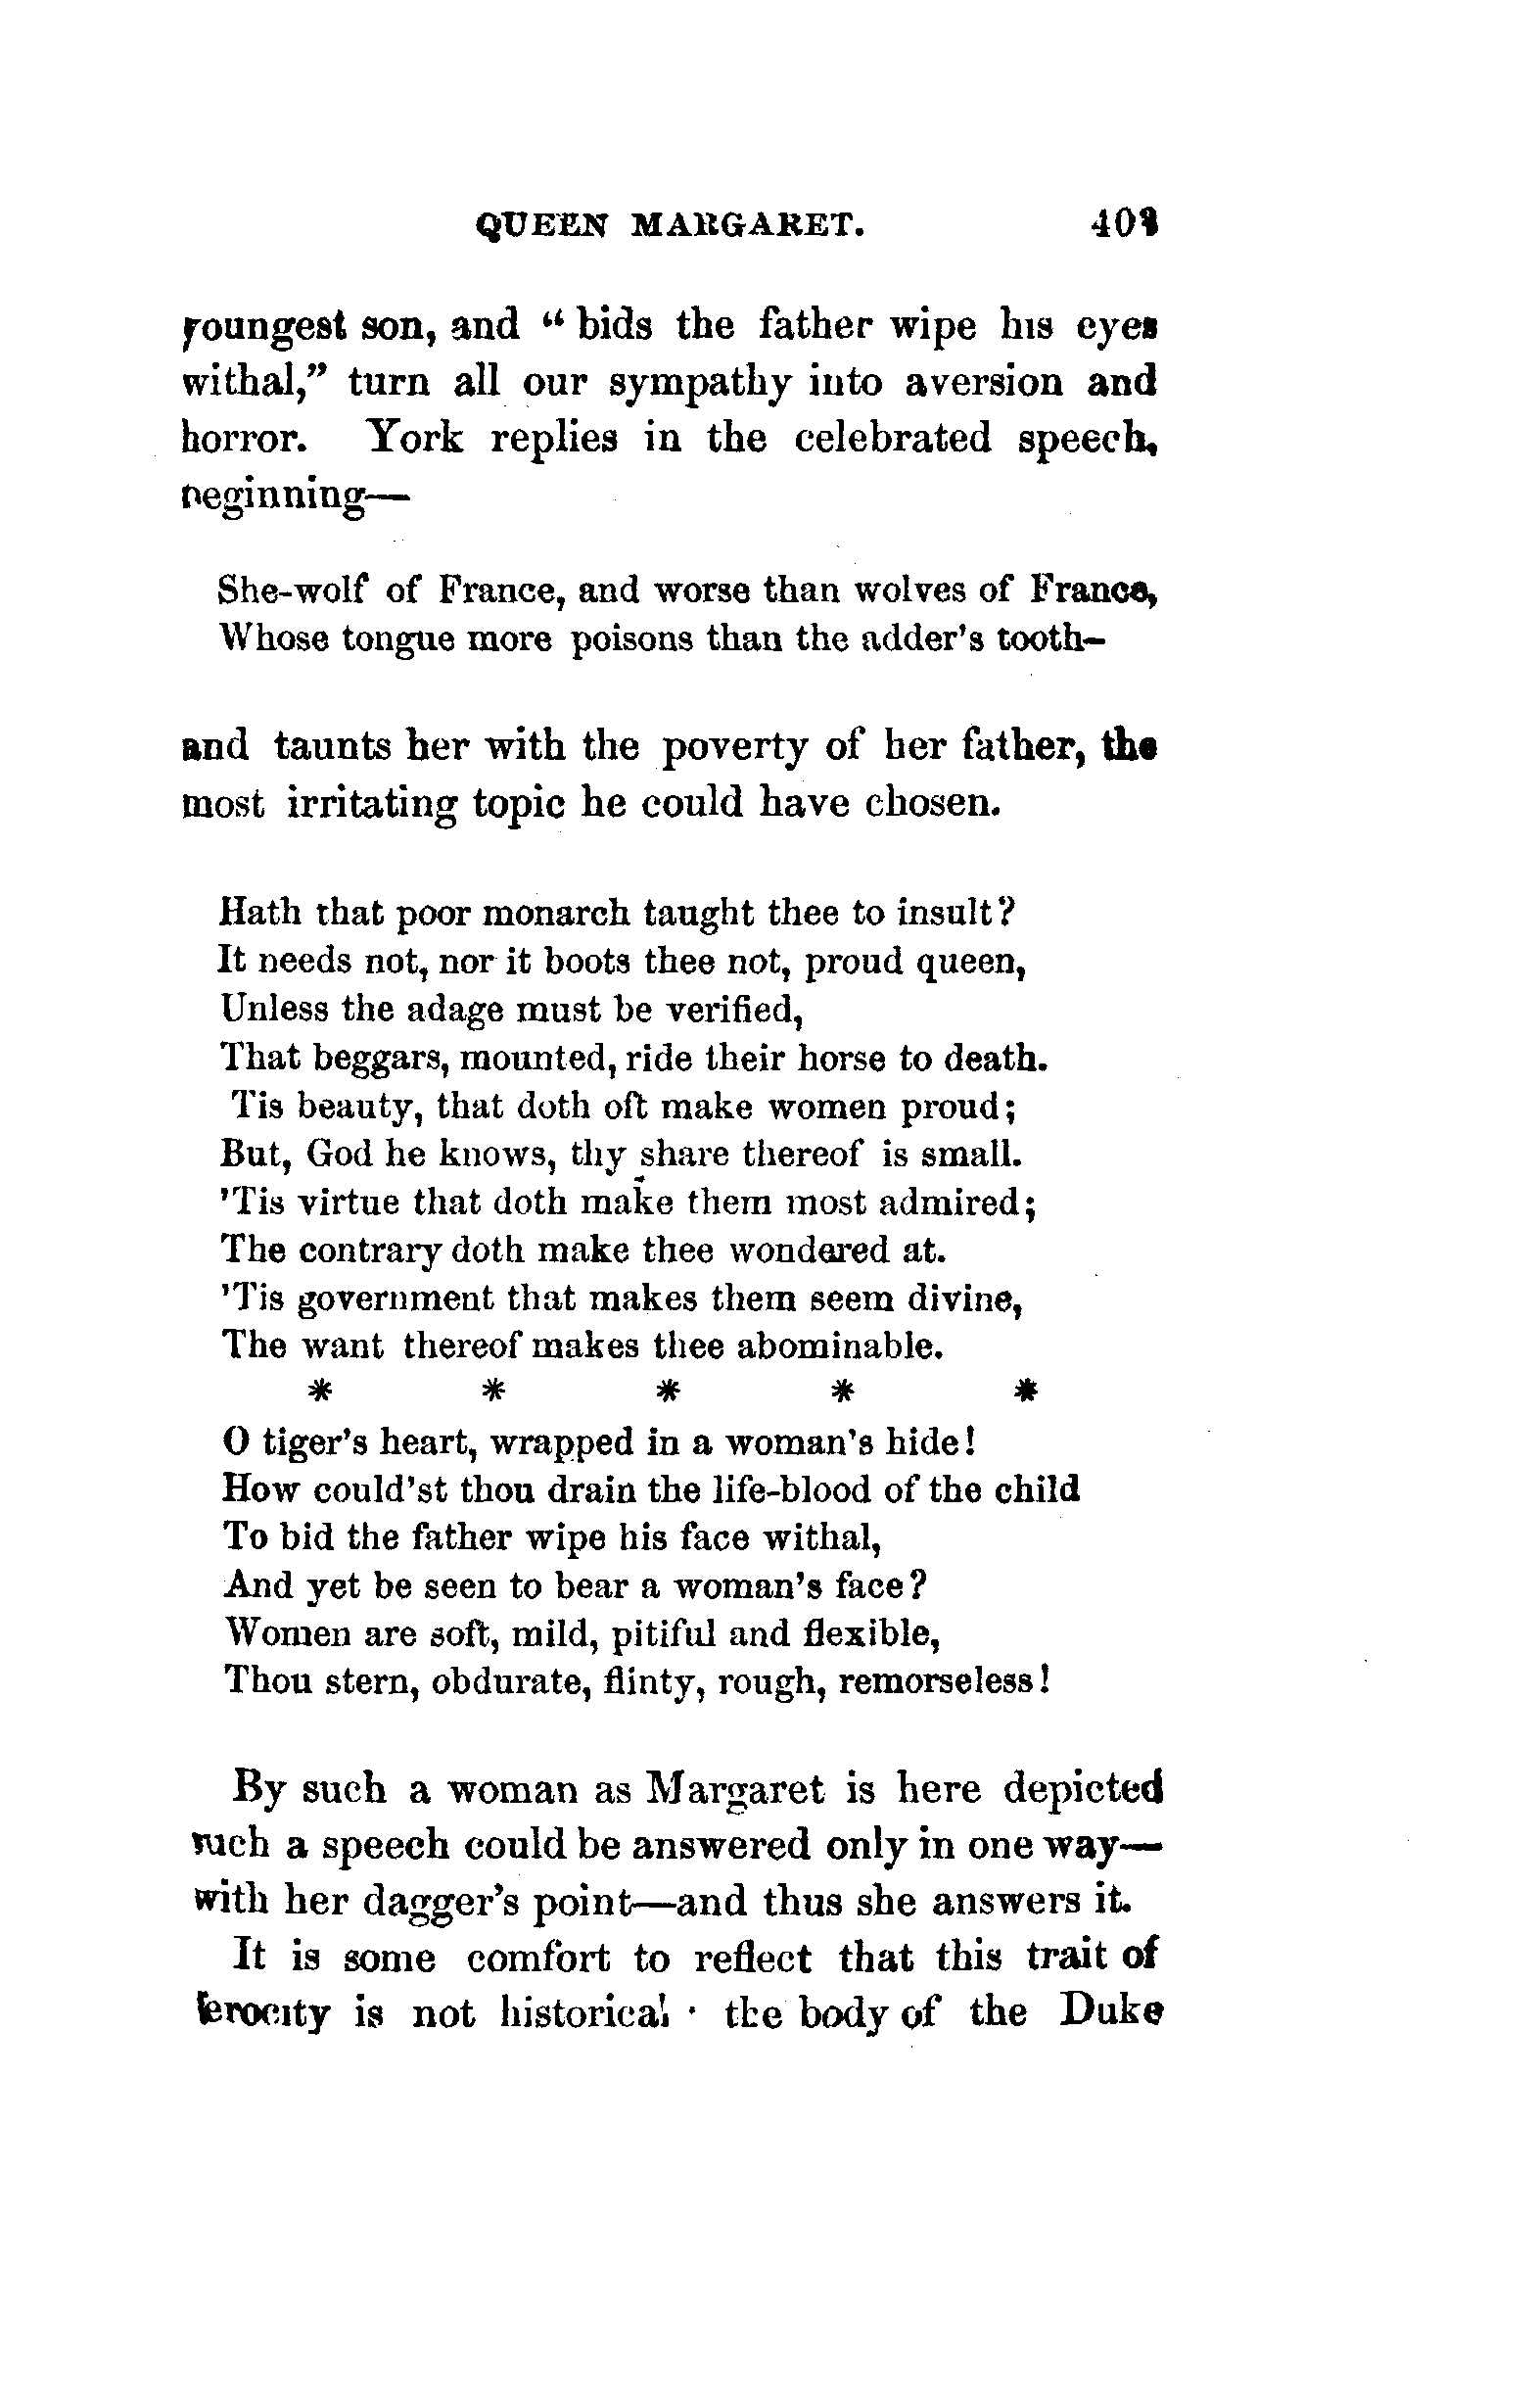 QUEEN MARGARET. 403
youngest son, and "bids the father wipe his eyes
withal," turn all our sympathy into aversion and
horror. York replies in the celebrated speech,
beginning—
She-wolf of France, and worse than wolves of France,
Whose tongue more poisons than the adder's tooth—
and taunts her with the poverty of her father, the
most irritating topic he could have chosen.
Hath that poor monarch taught thee to insult?
It needs not, nor it boots thee not, proud queen,
Unless the adage must be verified,
That beggars, mounted, ride their horse to death.
Tis beauty, that doth oft make women proud;
But, God he knows, thy share thereof is small.
'Tis virtue that doth make them most admired;
The contrary doth make thee wondered at.
'Tis government that makes them seem divine,
The want thereof makes thee abominable.
* * * * *
O tiger's heart, wrapped in a woman's hide!
How could'st thou drain the life-blood of the child
To bid the father wipe his face withal,
And yet be seen to bear a woman's face?
Women are soft, mild, pitiful and flexible,
Thou stern, obdurate, flinty, rough, remorseless!
By such a woman as Margaret is here depicted
such a speech could be answered only in one way—
with her dagger's point—and thus she answers it.
It is some comfort to reflect that this trait of
ferocity is not historical · the body of the Duke